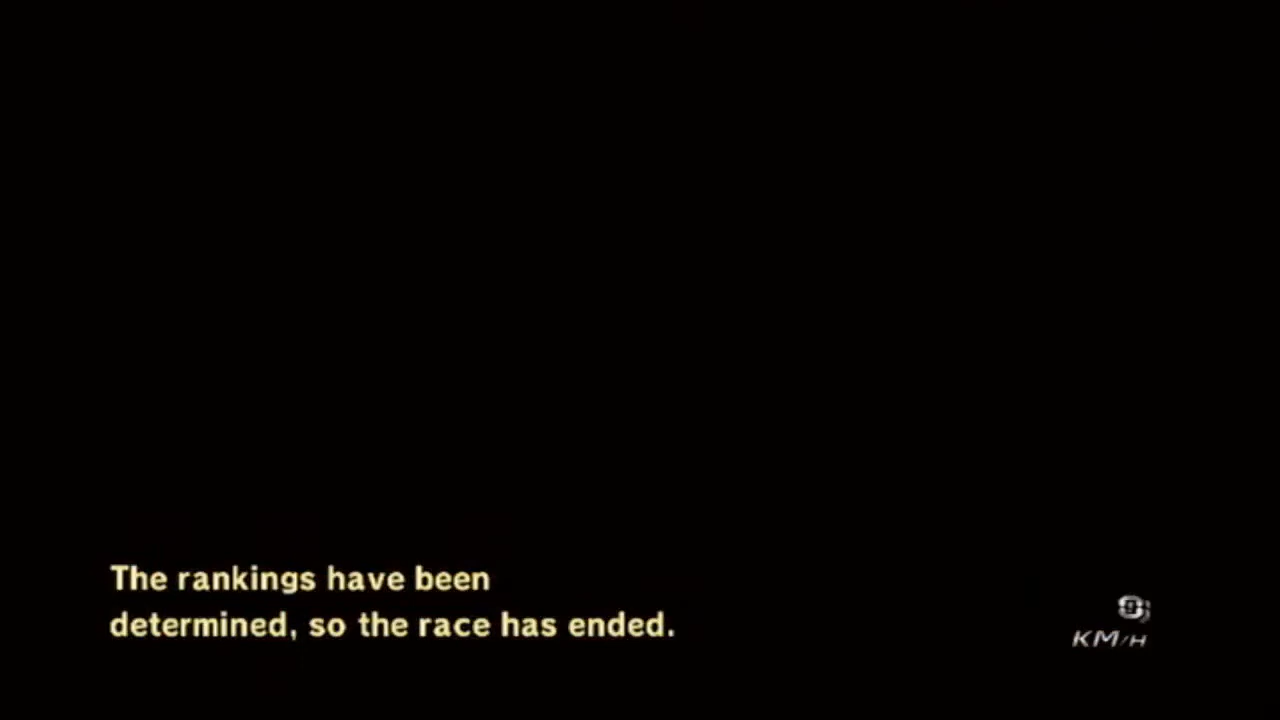 The rankings have been
determined, so the race has ended.
KM/H